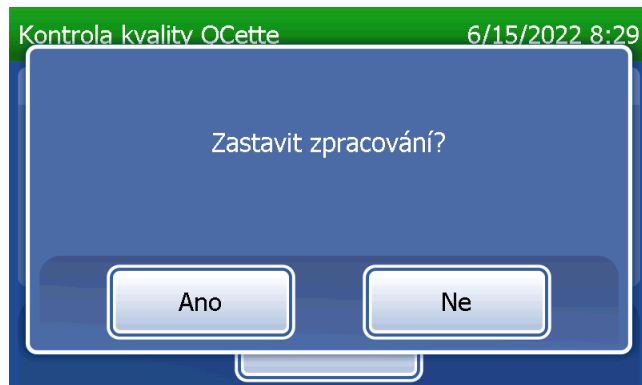 Kontrola kvality QCette
6/15/2022 8:29
Zastavit zpracování?
Ano
Ne